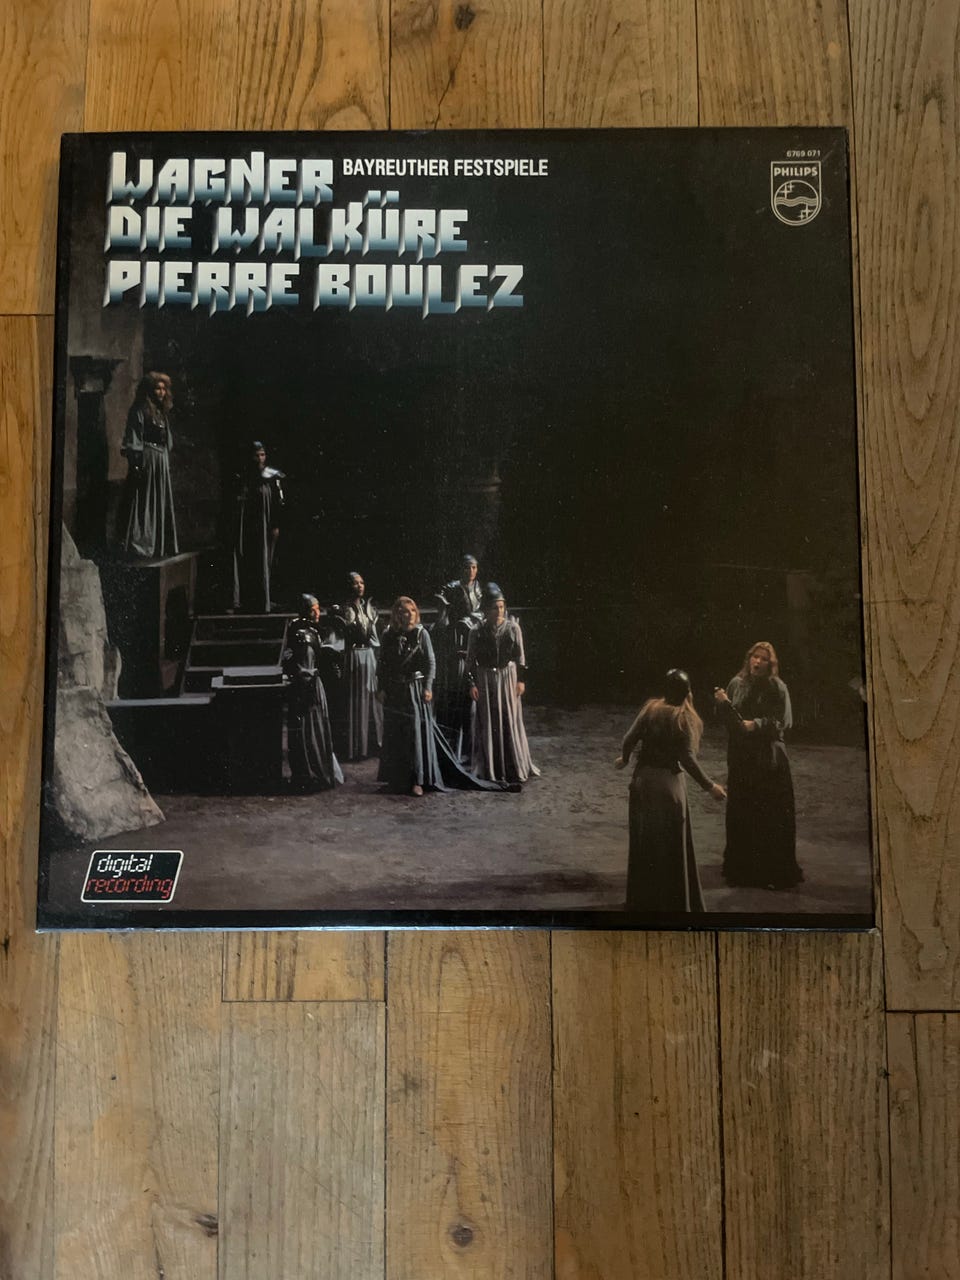 WAGNER BAYREUTHER FESTSPIELE
DIE WALKÜRE
PIERRE BOULEZ
6769 071
PHILIPS
digital
recording